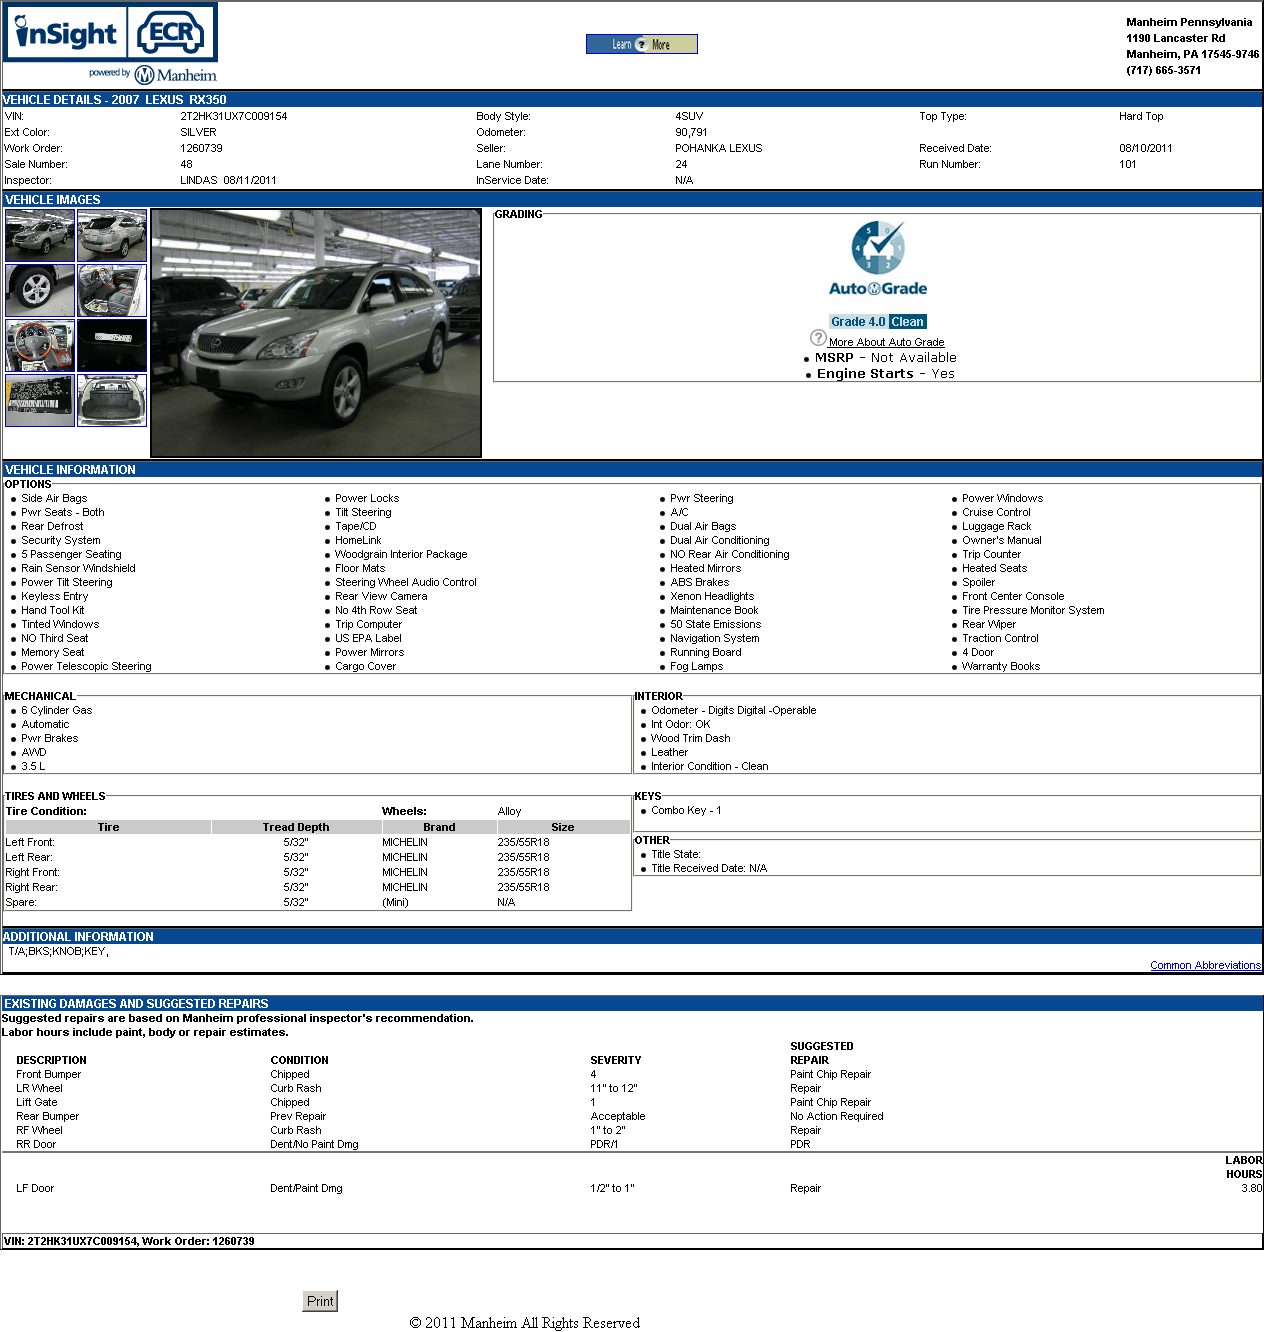 inSight ECR
powered by Manheim
Learn ? More
Manheim Pennsylvania
1190 Lancaster Rd
Manheim, PA 17545-9746
(717) 665-3571
VEHICLE DETAILS - 2007 LEXUS RX350
VIN: 2T2HK31UX7C009154 Body Style: 4SUV Top Type: Hard Top
Ext Color: SILVER Odometer: 90,791
Work Order: 1260739 Seller: POHANKA LEXUS Received Date: 08/10/2011
Sale Number: 48 Lane Number: 24 Run Number: 101
Inspector: LINDAS 08/11/2011 InService Date: N/A
VEHICLE IMAGES
GRADING
5 0 4 1 3 2
AutoGrade
Grade 4.0 Clean
? More About Auto Grade
• MSRP - Not Available
• Engine Starts - Yes
VEHICLE INFORMATION
OPTIONS
• Side Air Bags • Power Locks • Pwr Steering • Power Windows
• Pwr Seats - Both • Tilt Steering • A/C • Cruise Control
• Rear Defrost • Tape/CD • Dual Air Bags • Luggage Rack
• Security System • HomeLink • Dual Air Conditioning • Owner's Manual
• 5 Passenger Seating • Woodgrain Interior Package • NO Rear Air Conditioning • Trip Counter
• Rain Sensor Windshield • Floor Mats • Heated Mirrors • Heated Seats
• Power Tilt Steering • Steering Wheel Audio Control • ABS Brakes • Spoiler
• Keyless Entry • Rear View Camera • Xenon Headlights • Front Center Console
• Hand Tool Kit • No 4th Row Seat • Maintenance Book • Tire Pressure Monitor System
• Tinted Windows • Trip Computer • 50 State Emissions • Rear Wiper
• NO Third Seat • US EPA Label • Navigation System • Traction Control
• Memory Seat • Power Mirrors • Running Board • 4 Door
• Power Telescopic Steering • Cargo Cover • Fog Lamps • Warranty Books
MECHANICAL
• 6 Cylinder Gas
• Automatic
• Pwr Brakes
• AWD
• 3.5 L
INTERIOR
• Odometer - Digits Digital -Operable
• Int Odor: OK
• Wood Trim Dash
• Leather
• Interior Condition - Clean
TIRES AND WHEELS
Tire Condition: Wheels: Alloy
Tire Tread Depth Brand Size
Left Front: 5/32" MICHELIN 235/55R18
Left Rear: 5/32" MICHELIN 235/55R18
Right Front: 5/32" MICHELIN 235/55R18
Right Rear: 5/32" MICHELIN 235/55R18
Spare: 5/32" (Mini) N/A
KEYS
• Combo Key - 1
OTHER
• Title State:
• Title Received Date: N/A
ADDITIONAL INFORMATION
T/A;BKS;KNOB;KEY,
Common Abbreviations
EXISTING DAMAGES AND SUGGESTED REPAIRS
Suggested repairs are based on Manheim professional inspector's recommendation.
Labor hours include paint, body or repair estimates.
DESCRIPTION CONDITION SEVERITY SUGGESTED REPAIR
Front Bumper Chipped 4 Paint Chip Repair
LR Wheel Curb Rash 11" to 12" Repair
Lift Gate Chipped 1 Paint Chip Repair
Rear Bumper Prev Repair Acceptable No Action Required
RF Wheel Curb Rash 1" to 2" Repair
RR Door Dent/No Paint Dmg PDR/1 PDR
LABOR HOURS
LF Door Dent/Paint Dmg 1/2" to 1" Repair 3.80
VIN: 2T2HK31UX7C009154, Work Order: 1260739
Print
© 2011 Manheim All Rights Reserved